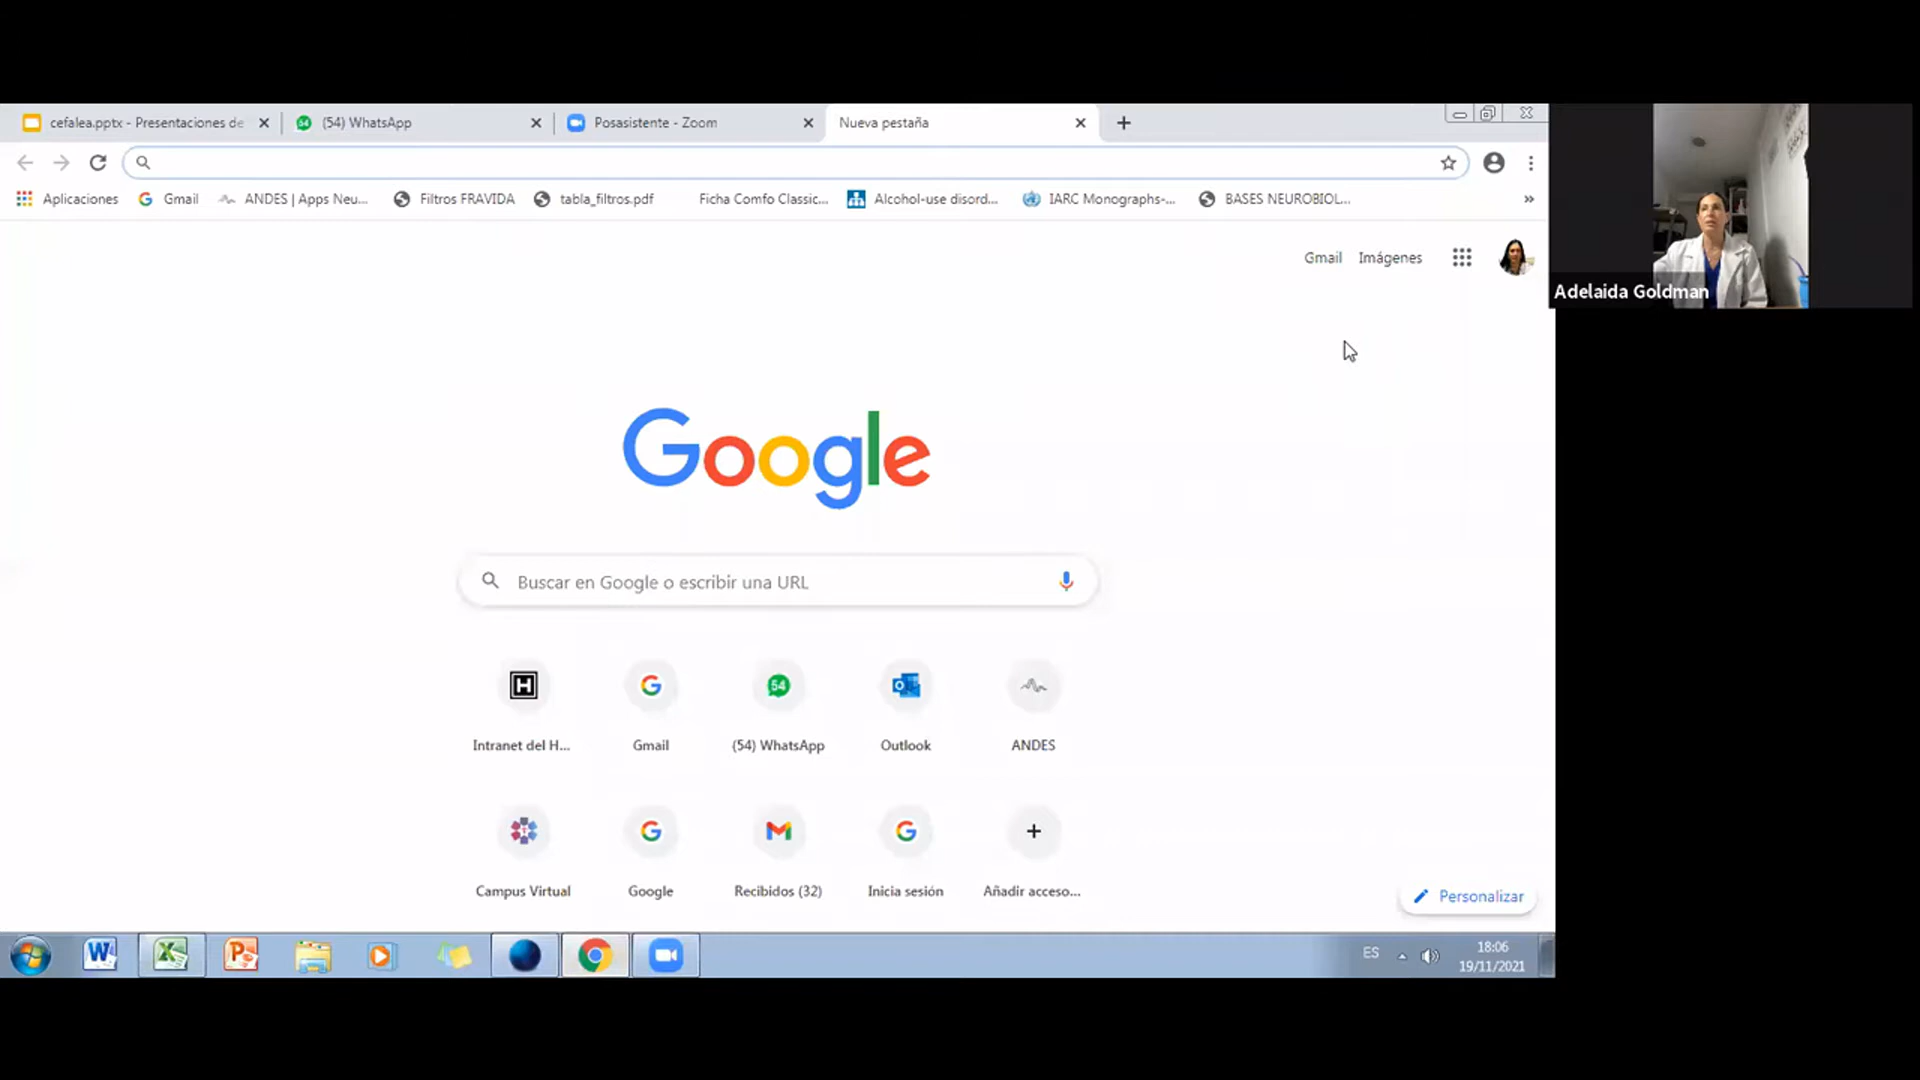 cefalea.pptx - Presentaciones de
54 (54) WhatsApp
Posasistente - Zoom
Nueva pestaña
Aplicaciones
Gmail
ANDES | Apps Neu...
Filtros FRAVIDA
tabla_filtros.pdf
Ficha Comfo Classic...
Alcohol-use disord...
IARC Monographs-...
BASES NEUROBIOL...
»
Gmail Imágenes
Adelaida Goldman
Google
Buscar en Google o escribir una URL
H
54
Intranet del H...
Gmail
(54) WhatsApp
Outlook
ANDES
Campus Virtual
Google
Recibidos (32)
Inicia sesión
Añadir acceso...
Personalizar
ES
18:06
19/11/2021